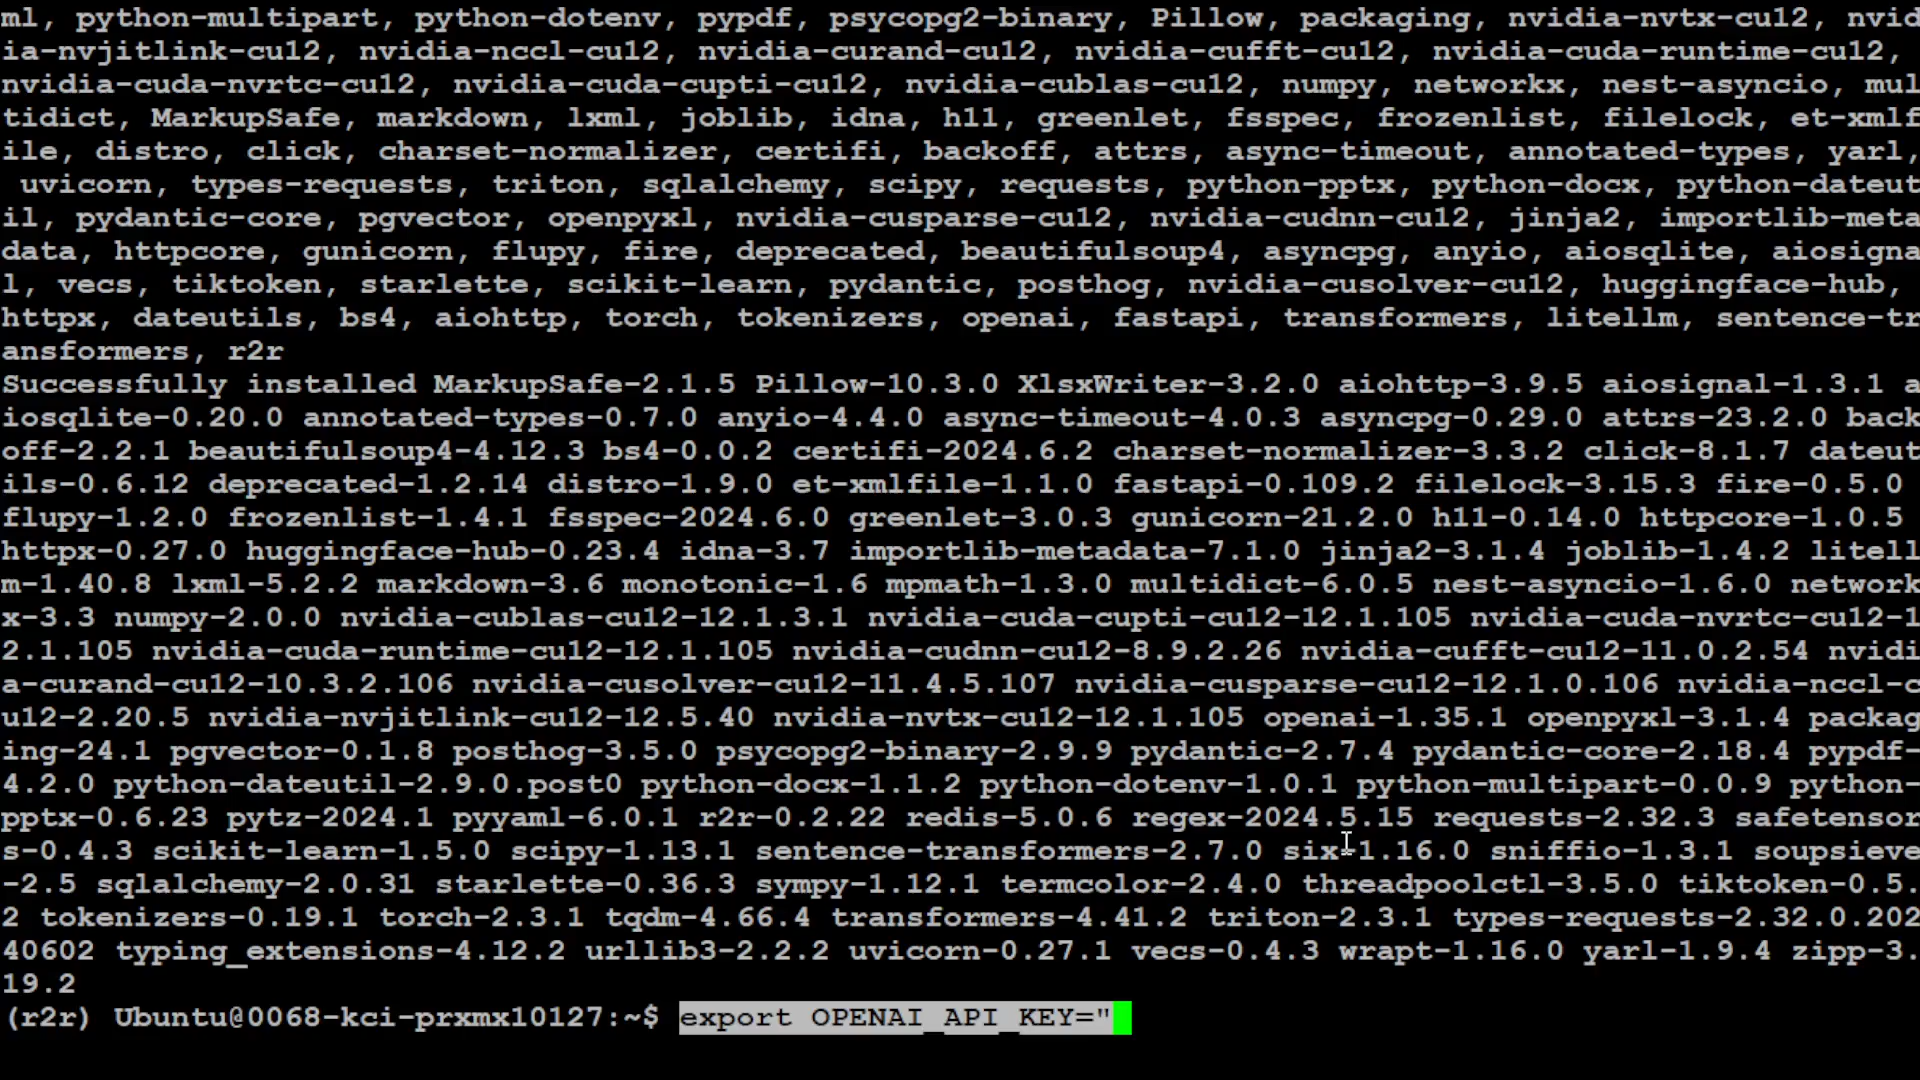 ml, python-multipart, python-dotenv, pypdf, psycopg2-binary, Pillow, packaging, nvidia-nvtx-cu12, nvid
ia-nvjitlink-cu12, nvidia-nccl-cu12, nvidia-curand-cu12, nvidia-cufft-cu12, nvidia-cuda-runtime-cu12,
nvidia-cuda-nvrtc-cu12, nvidia-cuda-cupti-cu12, nvidia-cublas-cu12, numpy, networkx, nest-asyncio, mul
tidict, MarkupSafe, markdown, lxml, joblib, idna, h11, greenlet, fsspec, frozenlist, filelock, et-xmlf
ile, distro, click, charset-normalizer, certifi, backoff, attrs, async-timeout, annotated-types, yarl,
uvicorn, types-requests, triton, sqlalchemy, scipy, requests, python-pptx, python-docx, python-dateut
il, pydantic-core, pgvector, openpyxl, nvidia-cusparse-cu12, nvidia-cudnn-cu12, jinja2, importlib-meta
data, httpcore, gunicorn, flupy, fire, deprecated, beautifulsoup4, asyncpg, anyio, aiosqlite, aiosigna
l, vecs, tiktoken, starlette, scikit-learn, pydantic, posthog, nvidia-cusolver-cu12, huggingface-hub,
httpx, dateutils, bs4, aiohttp, torch, tokenizers, openai, fastapi, transformers, litellm, sentence-tr
ansformers, r2r
Successfully installed MarkupSafe-2.1.5 Pillow-10.3.0 XlsxWriter-3.2.0 aiohttp-3.9.5 aiosignal-1.3.1 a
iosqlite-0.20.0 annotated-types-0.7.0 anyio-4.4.0 async-timeout-4.0.3 asyncpg-0.29.0 attrs-23.2.0 back
off-2.2.1 beautifulsoup4-4.12.3 bs4-0.0.2 certifi-2024.6.2 charset-normalizer-3.3.2 click-8.1.7 dateut
ils-0.6.12 deprecated-1.2.14 distro-1.9.0 et-xmlfile-1.1.0 fastapi-0.109.2 filelock-3.15.3 fire-0.5.0
flupy-1.2.0 frozenlist-1.4.1 fsspec-2024.6.0 greenlet-3.0.3 gunicorn-21.2.0 h11-0.14.0 httpcore-1.0.5
httpx-0.27.0 huggingface-hub-0.23.4 idna-3.7 importlib-metadata-7.1.0 jinja2-3.1.4 joblib-1.4.2 litell
m-1.40.8 lxml-5.2.2 markdown-3.6 monotonic-1.6 mpmath-1.3.0 multidict-6.0.5 nest-asyncio-1.6.0 network
x-3.3 numpy-2.0.0 nvidia-cublas-cu12-12.1.3.1 nvidia-cuda-cupti-cu12-12.1.105 nvidia-cuda-nvrtc-cu12-1
2.1.105 nvidia-cuda-runtime-cu12-12.1.105 nvidia-cudnn-cu12-8.9.2.26 nvidia-cufft-cu12-11.0.2.54 nvidi
a-curand-cu12-10.3.2.106 nvidia-cusolver-cu12-11.4.5.107 nvidia-cusparse-cu12-12.1.0.106 nvidia-nccl-c
u12-2.20.5 nvidia-nvjitlink-cu12-12.5.40 nvidia-nvtx-cu12-12.1.105 openai-1.35.1 openpyxl-3.1.4 packag
ing-24.1 pgvector-0.1.8 posthog-3.5.0 psycopg2-binary-2.9.9 pydantic-2.7.4 pydantic-core-2.18.4 pypdf-
4.2.0 python-dateutil-2.9.0.post0 python-docx-1.1.2 python-dotenv-1.0.1 python-multipart-0.0.9 python-
pptx-0.6.23 pytz-2024.1 pyyaml-6.0.1 r2r-0.2.22 redis-5.0.6 regex-2024.5.15 requests-2.32.3 safetensor
s-0.4.3 scikit-learn-1.5.0 scipy-1.13.1 sentence-transformers-2.7.0 six-1.16.0 sniffio-1.3.1 soupsieve
-2.5 sqlalchemy-2.0.31 starlette-0.36.3 sympy-1.12.1 termcolor-2.4.0 threadpoolctl-3.5.0 tiktoken-0.5.
2 tokenizers-0.19.1 torch-2.3.1 tqdm-4.66.4 transformers-4.41.2 triton-2.3.1 types-requests-2.32.0.202
40602 typing_extensions-4.12.2 urllib3-2.2.2 uvicorn-0.27.1 vecs-0.4.3 wrapt-1.16.0 yarl-1.9.4 zipp-3.
19.2
(r2r) Ubuntu@0068-kci-prxmx10127:~$ export OPENAI_API_KEY="